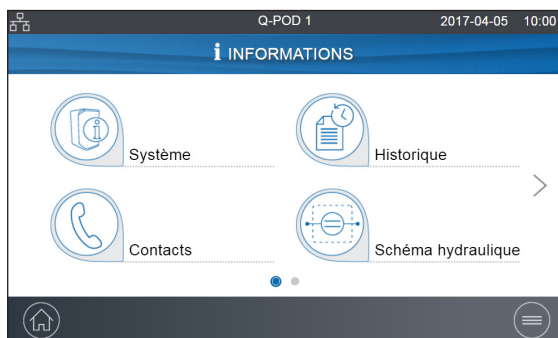 Q-POD 1 2017-04-05 10:00
i INFORMATIONS
Système Historique
Contacts Schéma hydraulique